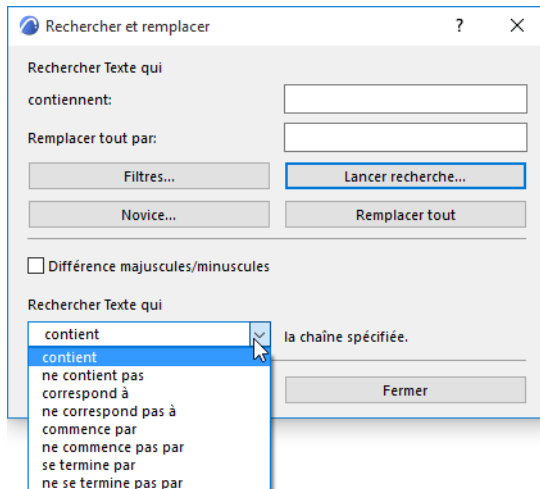 Rechercher et remplacer ? ×
Rechercher Texte qui
contiennent:
Remplacer tout par:
Filtres... Lancer recherche...
Novice... Remplacer tout
Différence majuscules/minuscules
Rechercher Texte qui
contient la chaîne spécifiée.
contient
ne contient pas
correspond à
Fermer
ne correspond pas à
commence par
ne commence pas par
se termine par
ne se termine pas par